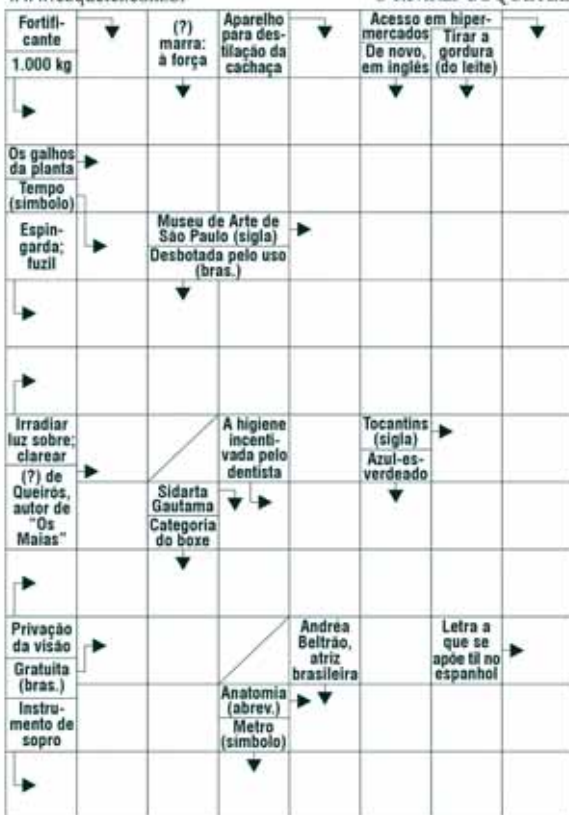 Fortifi-
cante
1.000 kg
(?)
marra:
à força
Aparelho
para des-
tilação da
cachaça
Acesso em hiper-
mercados
De novo,
em inglês
Tirar a
gordura
(do leite)
Os galhos
da planta
Tempo
(símbolo)
Espin-
garda;
fuzil
Museu de Arte de
São Paulo (sigla)
Desbotada pelo uso
(bras.)
Irradiar
luz sobre;
clarear
(?) de
Queirós,
autor de
"Os
Maias"
A higiene
incenti-
vada pelo
dentista
Tocantins
(sigla)
Azul-es-
verdeado
Sidarta
Gautama
Categoria
do boxe
Privação
da visão
Gratuita
(bras.)
Instru-
mento de
sopro
Andréa
Beltrão,
atriz
brasileira
Letra a
que se
apõe til no
espanhol
Anatomia
(abrev.)
Metro
(símbolo)